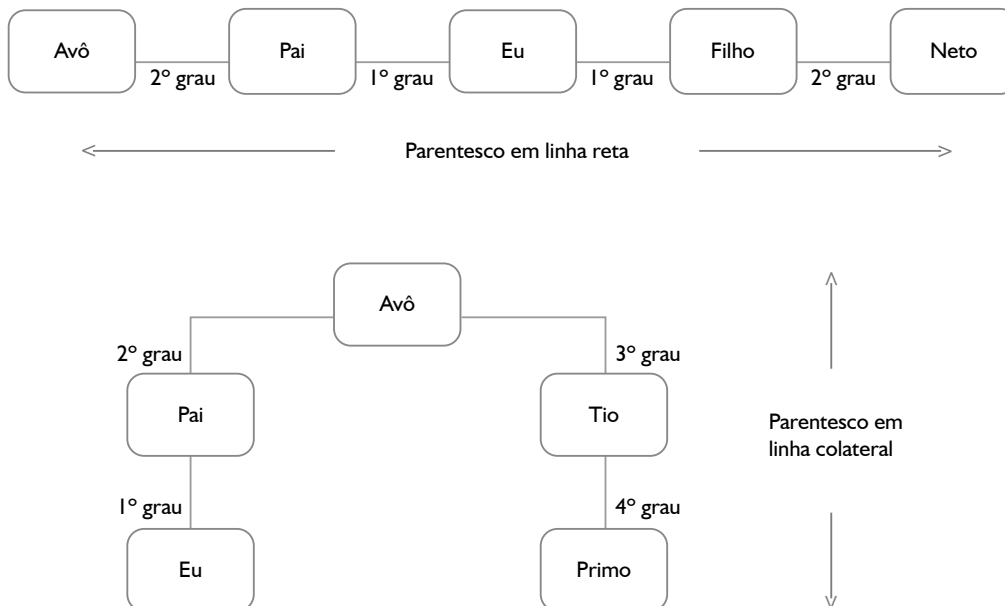 Avô Pai Eu Filho Neto
2º grau 1º grau 1º grau 2º grau
Parentesco em linha reta
Avô
2º grau 3º grau
Pai Tio
Parentesco em
linha colateral
1º grau 4º grau
Eu Primo